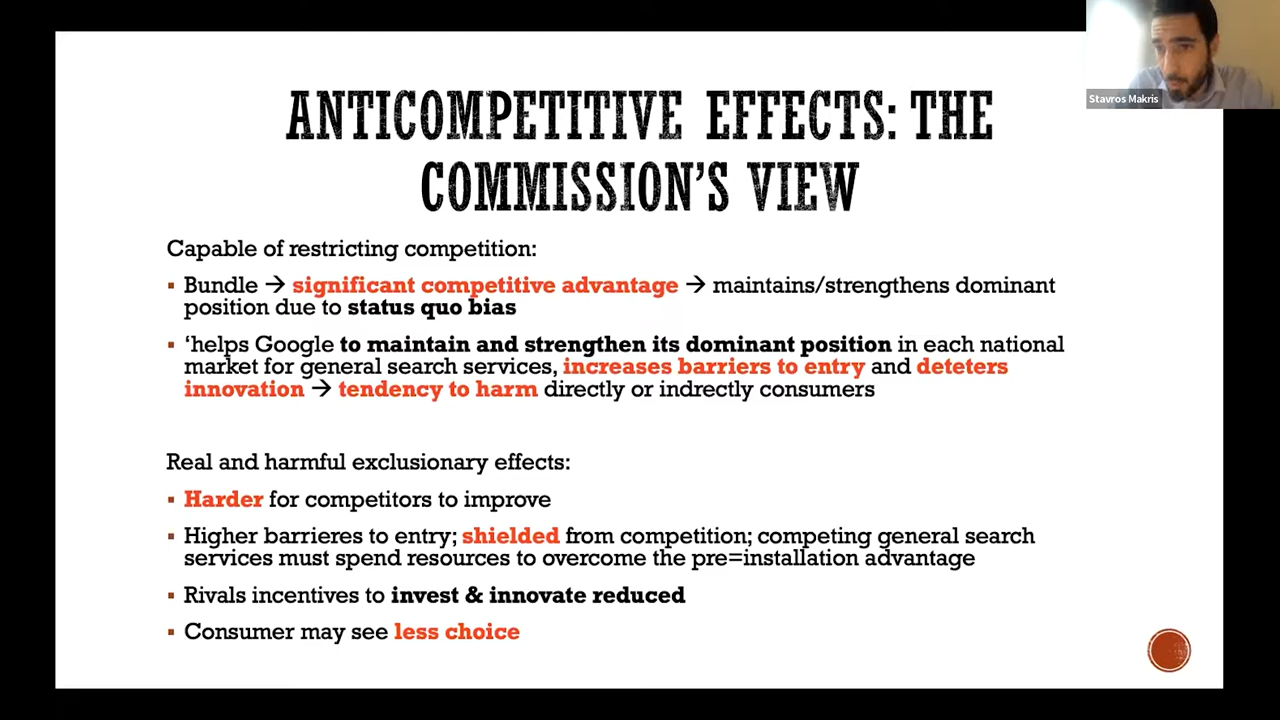 Stavros Makris
ANTICOMPETITIVE EFFECTS: THE
COMMISSION'S VIEW
Capable of restricting competition:
▪ Bundle → significant competitive advantage → maintains/strengthens dominant
position due to status quo bias
▪ ‘helps Google to maintain and strengthen its dominant position in each national
market for general search services, increases barriers to entry and deteters
innovation → tendency to harm directly or indrectly consumers
Real and harmful exclusionary effects:
▪ Harder for competitors to improve
▪ Higher barrieres to entry; shielded from competition; competing general search
services must spend resources to overcome the pre=installation advantage
▪ Rivals incentives to invest & innovate reduced
▪ Consumer may see less choice